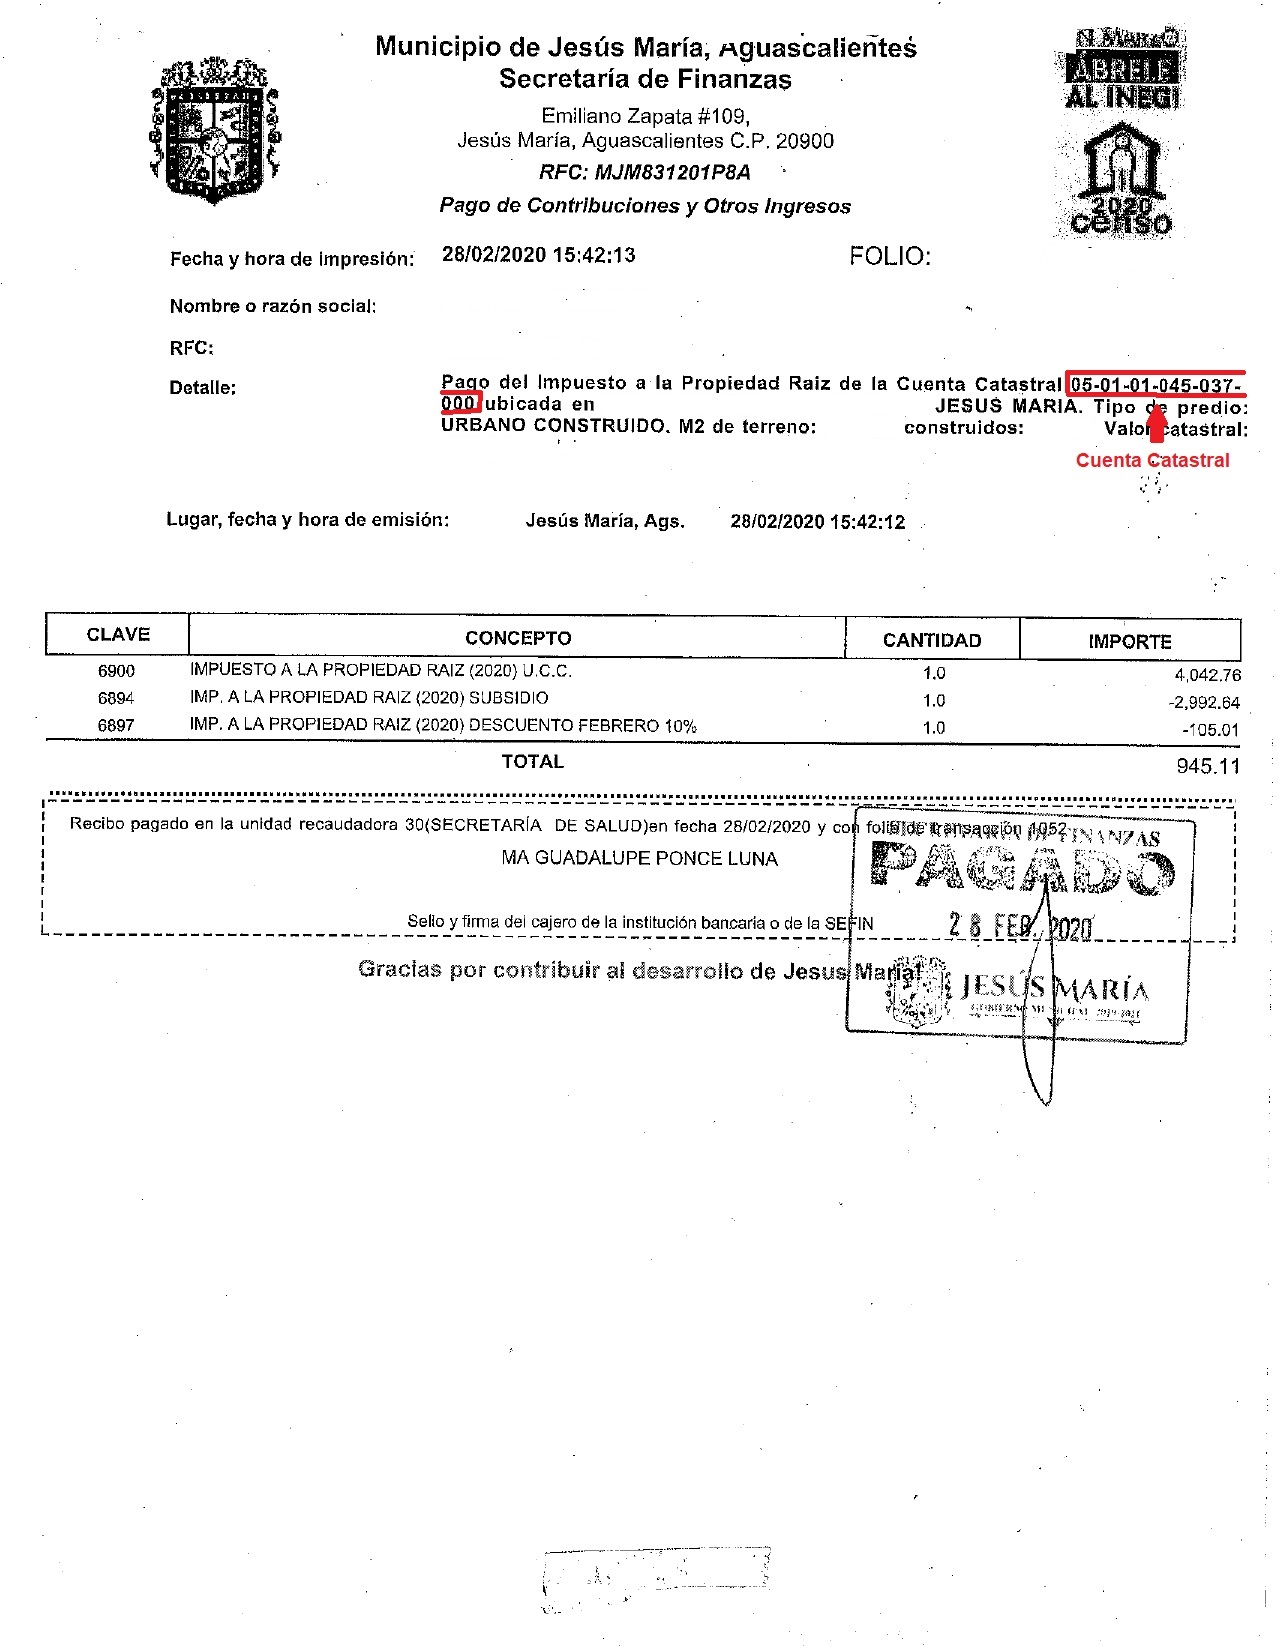 Municipio de Jesús María, Aguascalientes
Secretaría de Finanzas
Emiliano Zapata #109,
Jesús María, Aguascalientes C.P. 20900
RFC: MJM831201P8A
Pago de Contribuciones y Otros Ingresos
ÁBRELE
AL INEGI
2020
censo
Fecha y hora de impresión: 28/02/2020 15:42:13 FOLIO:
Nombre o razón social:
RFC:
Detalle: Pago del Impuesto a la Propiedad Raiz de la Cuenta Catastral 05-01-01-045-037-
000 ubicada en JESUS MARIA. Tipo de predio:
URBANO CONSTRUIDO. M2 de terreno: construidos: Valor catastral:
Cuenta Catastral
Lugar, fecha y hora de emisión: Jesús María, Ags. 28/02/2020 15:42:12
CLAVE CONCEPTO CANTIDAD IMPORTE
6900 IMPUESTO A LA PROPIEDAD RAIZ (2020) U.C.C. 1.0 4,042.76
6894 IMP. A LA PROPIEDAD RAIZ (2020) SUBSIDIO 1.0 -2,992.64
6897 IMP. A LA PROPIEDAD RAIZ (2020) DESCUENTO FEBRERO 10% 1.0 -105.01
TOTAL 945.11
Recibo pagado en la unidad recaudadora 30(SECRETARÍA DE SALUD)en fecha 28/02/2020 y con folio de transacción 1052
FINANZAS
MA GUADALUPE PONCE LUNA
PAGADO
Sello y firma del cajero de la institución bancaria o de la SEFIN
28 FEB 2020
Gracias por contribuir al desarrollo de Jesus María!
JESÚS MARÍA